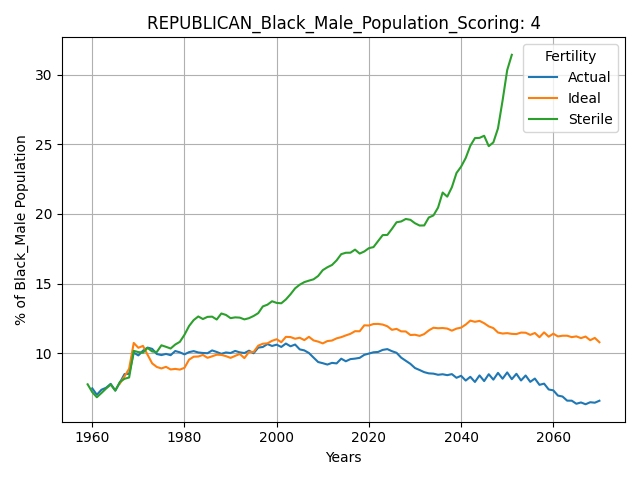 REPUBLICAN_Black_Male_Population_Scoring: 4
Fertility
Actual
Ideal
Sterile
% of Black_Male Population
30
25
20
15
10
1960 1980 2000 2020 2040 2060
Years